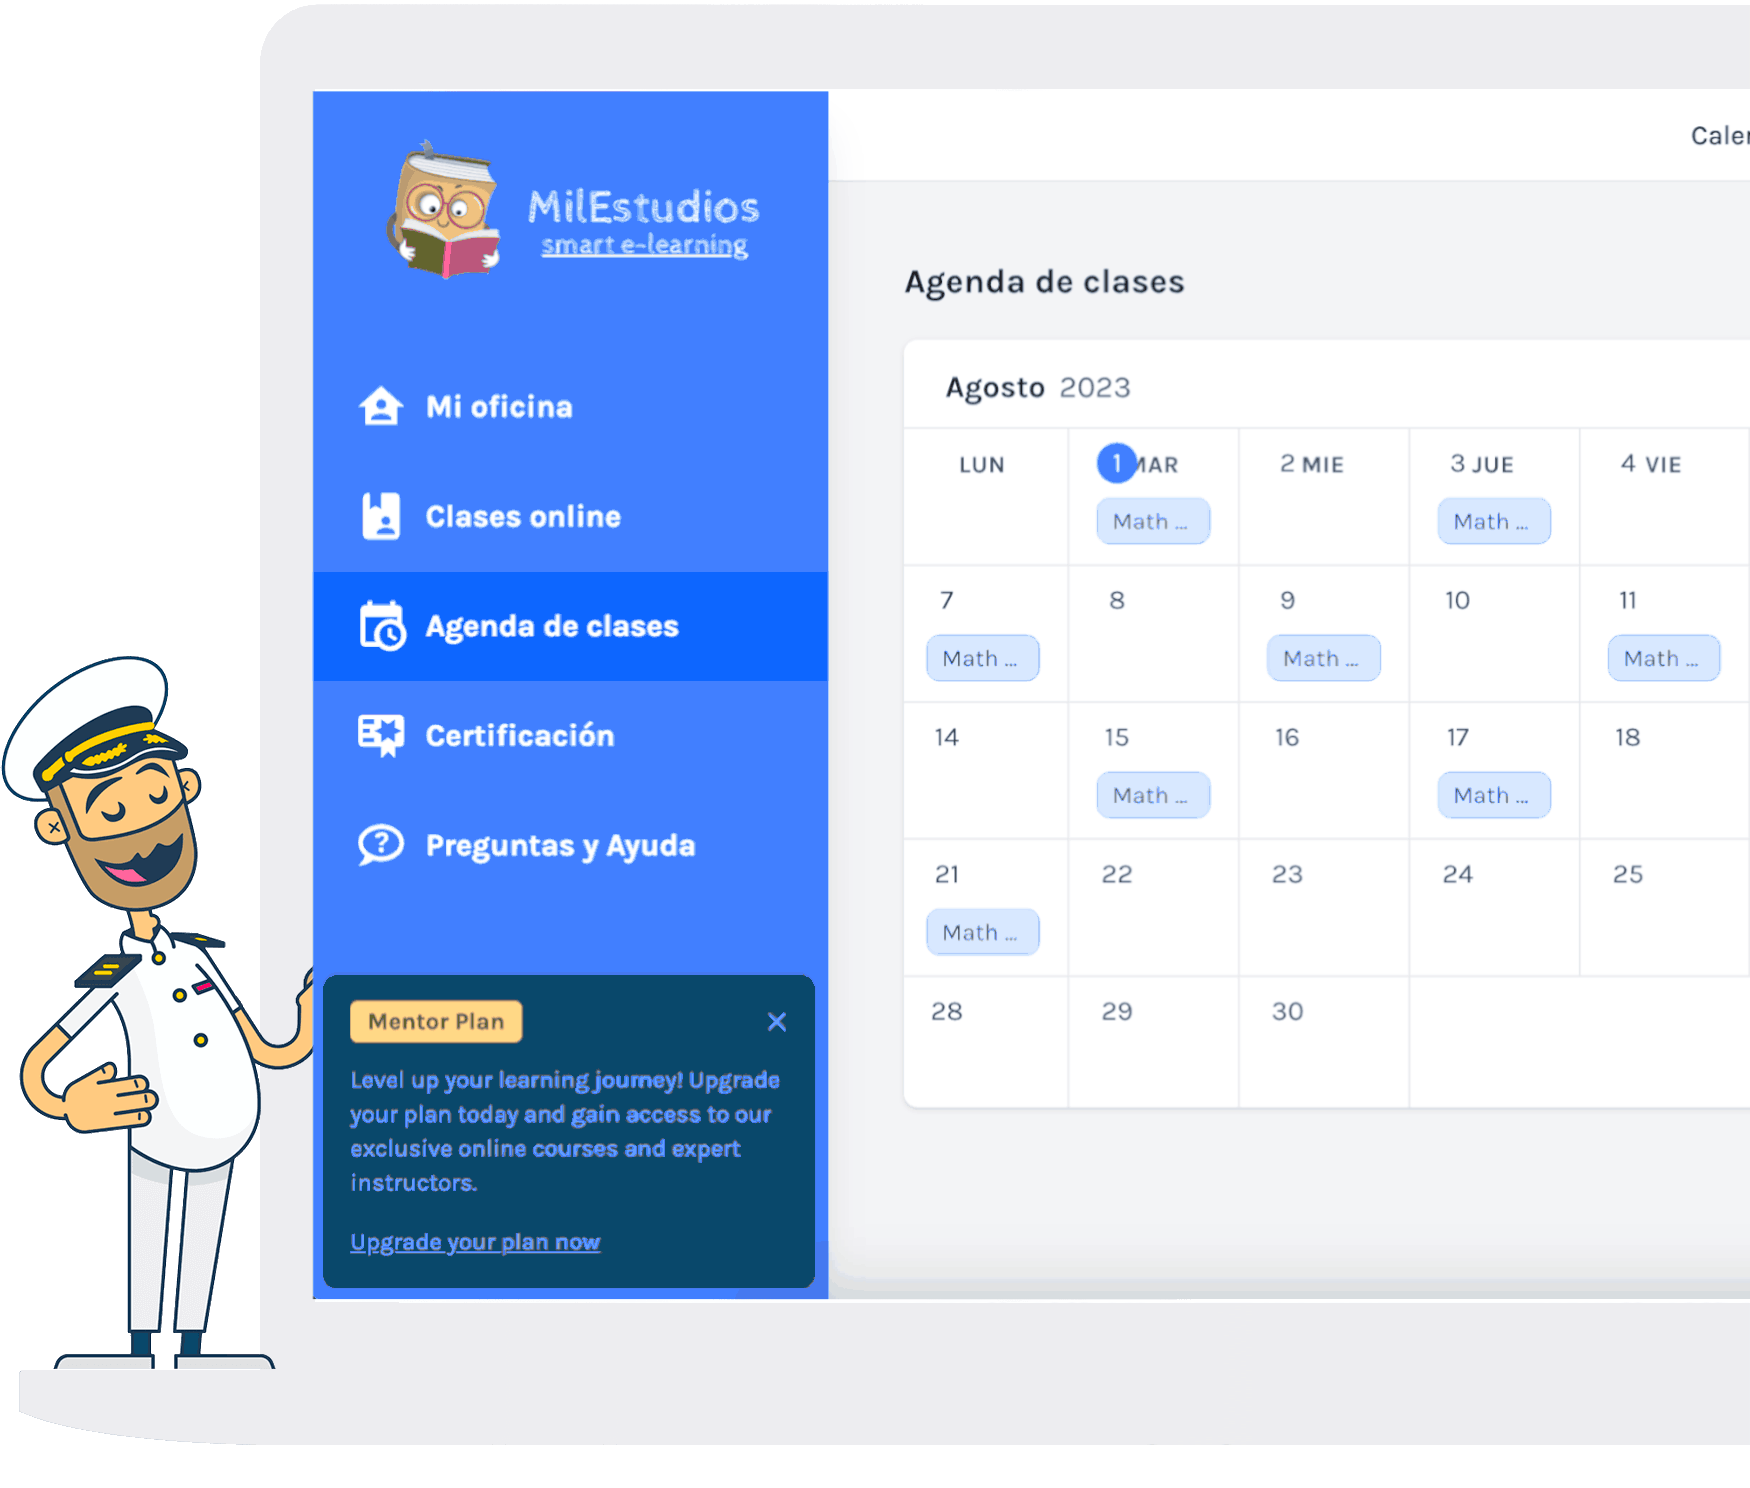 MilEstudios
smart e-learning
Mi oficina
Clases online
Agenda de clases
Certificación
Preguntas y Ayuda
Mentor Plan
Level up your learning journey! Upgrade
your plan today and gain access to our
exclusive online courses and expert
instructors.
Upgrade your plan now
Agenda de clases
Agosto 2023
LUN 1 MAR 2 MIE 3 JUE 4 VIE
Math ... Math ...
7 8 9 10 11
Math ... Math ... Math ...
14 15 16 17 18
Math ... Math ...
21 22 23 24 25
Math ...
28 29 30